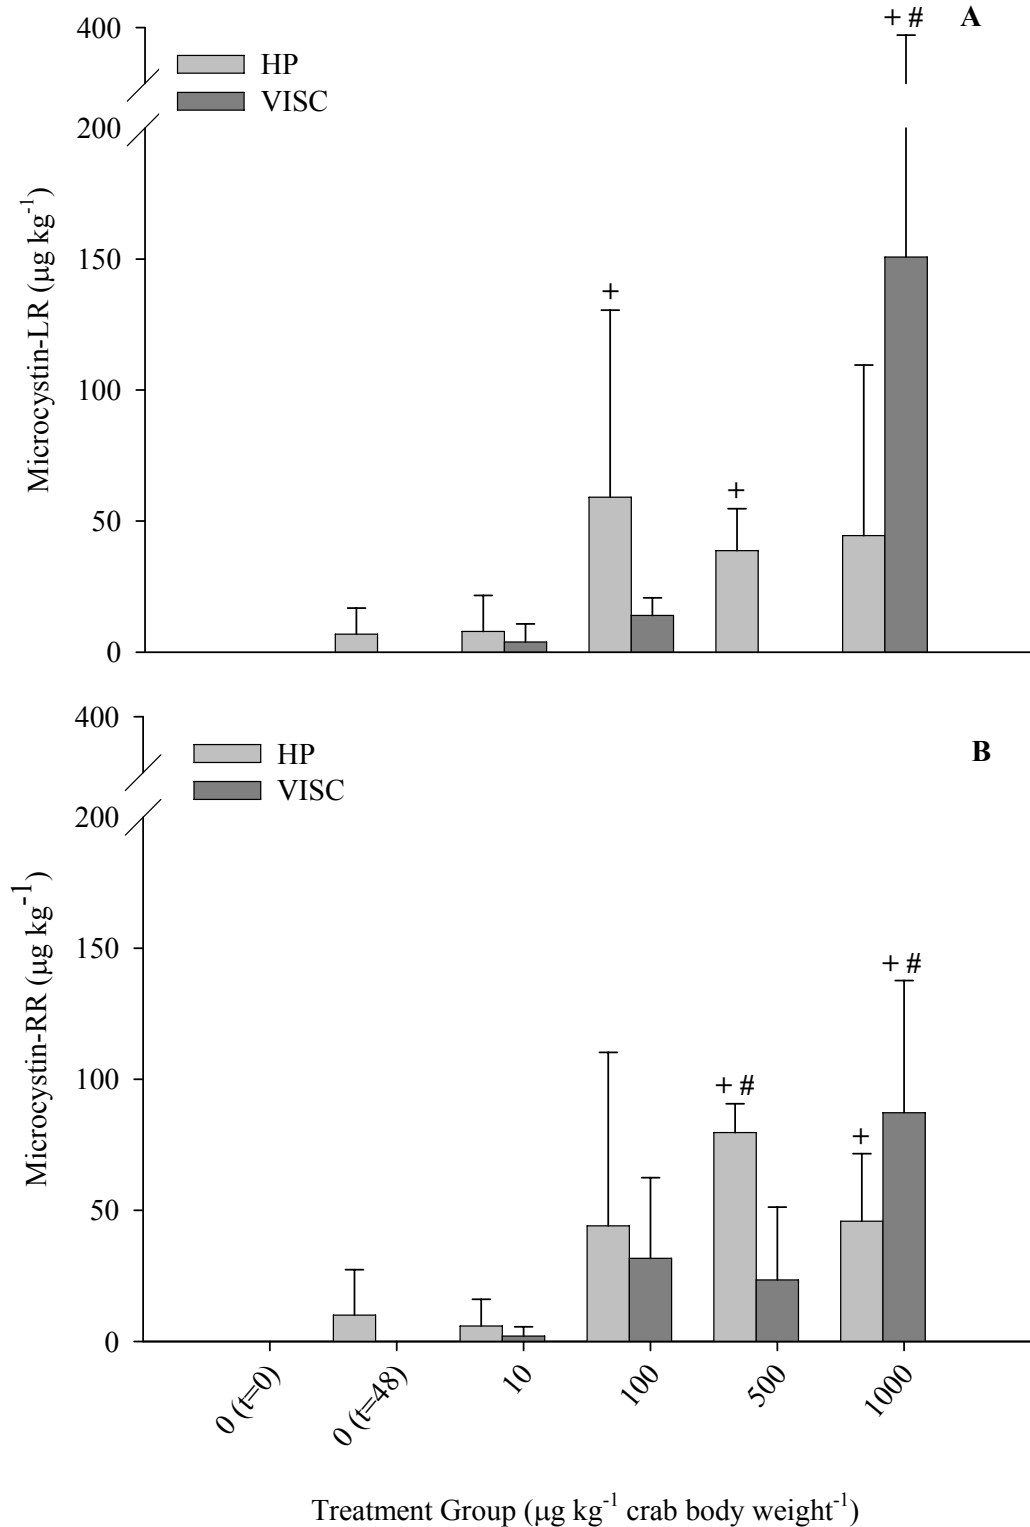 400
+ #
A
HP
VISC
200
Microcystin-LR (µg kg⁻¹)
150
+
100
+
50
0
400
B
HP
VISC
200
Microcystin-RR (µg kg⁻¹)
150
+ #
100
+ #
+
50
0
0 (t=0)
0 (t=48)
10
100
500
1000
Treatment Group (µg kg⁻¹ crab body weight⁻¹)